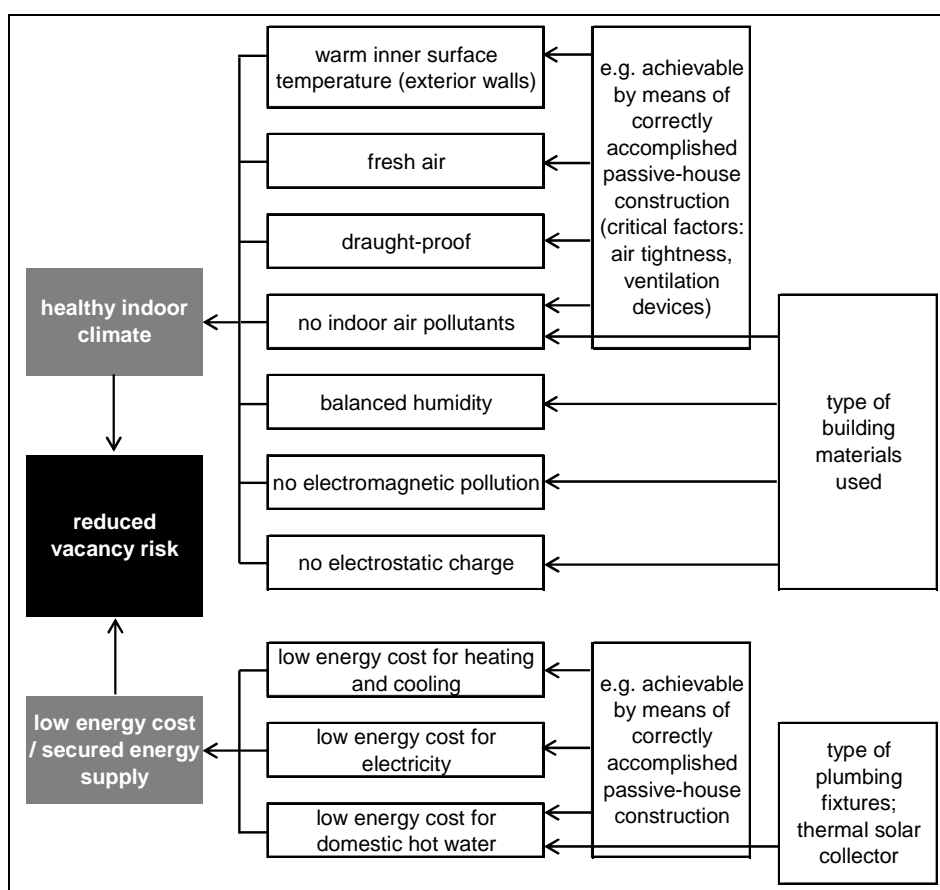 warm inner surface
temperature (exterior walls)
fresh air
draught-proof
no indoor air pollutants
balanced humidity
no electromagnetic pollution
no electrostatic charge
e.g. achievable
by means of
correctly
accomplished
passive-house
construction
(critical factors:
air tightness,
ventilation
devices)
type of
building
materials
used
healthy indoor
climate
reduced
vacancy risk
low energy cost
/ secured energy
supply
low energy cost for heating
and cooling
low energy cost for
electricity
low energy cost for
domestic hot water
e.g. achievable
by means of
correctly
accomplished
passive-house
construction
type of
plumbing
fixtures;
thermal solar
collector